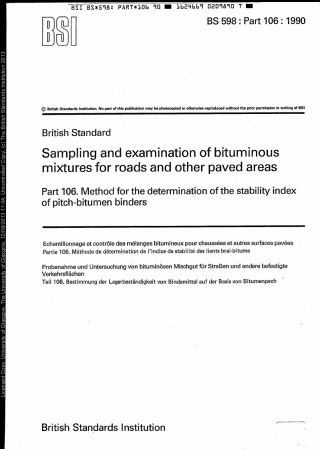 BSI BS*598: PART*106 90 ■ 1624669 0209890 T ■
BS 598 : Part 106 : 1990
BSI
© British Standards Institution. No part of this publication may be photocopied or otherwise reproduced without the prior permission in writing of BSI
British Standard
Sampling and examination of bituminous
mixtures for roads and other paved areas
Part 106. Method for the determination of the stability index
of pitch-bitumen binders
Echantillonnage et contrôle des mélanges bitumineux pour chaussées et autres surfaces pavées
Partie 106. Méthode de détermination de l'indice de stabilité des liants brai-bitume
Probenahme und Untersuchung von bituminösen Mischgut für Straßen und andere befestigte
Verkehrsflächen
Teil 106. Bestimmung der Lagerbeständigkeit von Bindemittel auf der Basis von Bitumenpech
British Standards Institution
Licensed Copy: University of Glasgow, The University of Glasgow, 12/03/2013 11:04, Uncontrolled Copy, (c) The British Standards Institution 2013